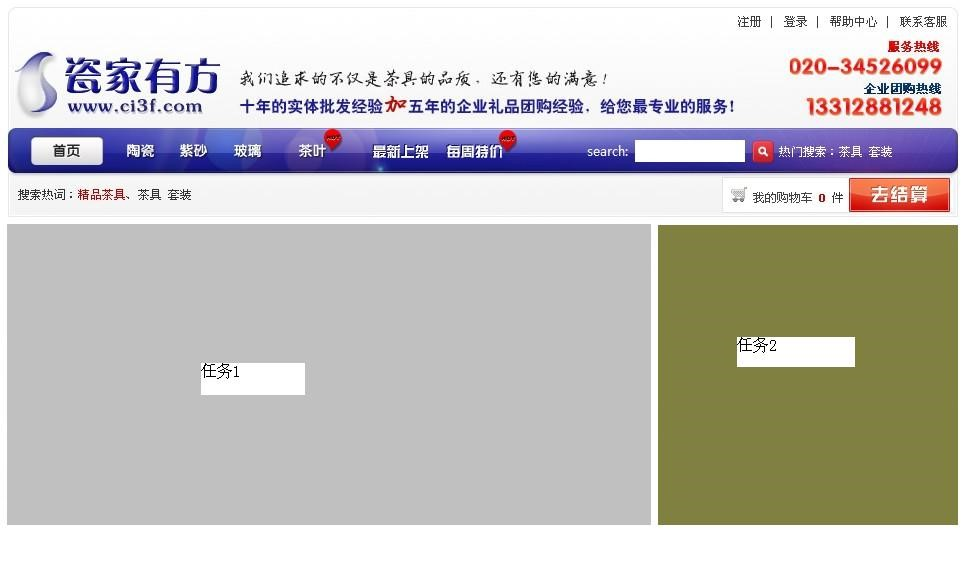 注册 | 登录 | 帮助中心 | 联系客服
服务热线
020-34526099
企业团购热线
13312881248
瓷家有方
www.ci3f.com
我们追求的不仅是茶具的品质，还有您的满意！
十年的实体批发经验加五年的企业礼品团购经验，给您最专业的服务！
首页 陶瓷 紫砂 玻璃 茶叶 HOT 最新上架 每周特价 HOT search: 热门搜索：茶具 套装
搜索热词：精品茶具、茶具 套装
我的购物车 0 件 去结算
任务1
任务2